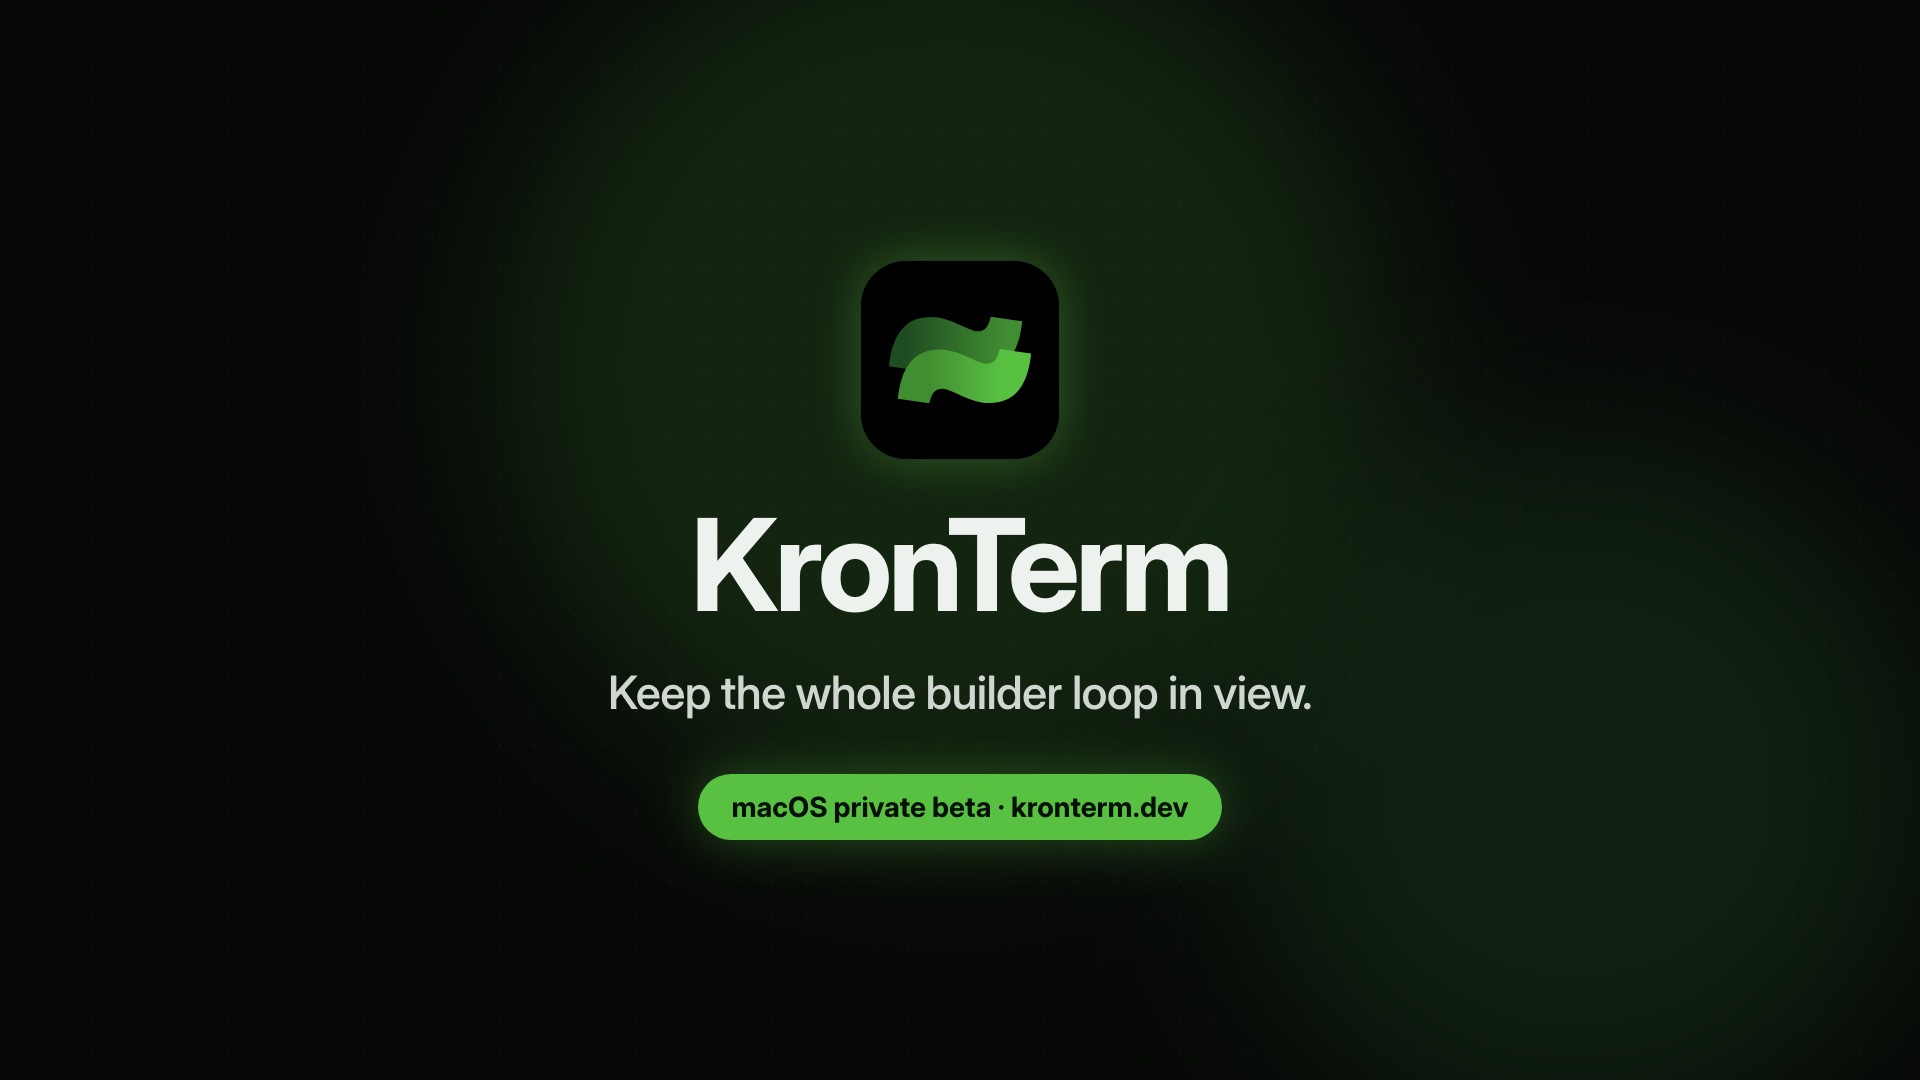 KronTerm
Keep the whole builder loop in view.
macOS private beta · kronterm.dev